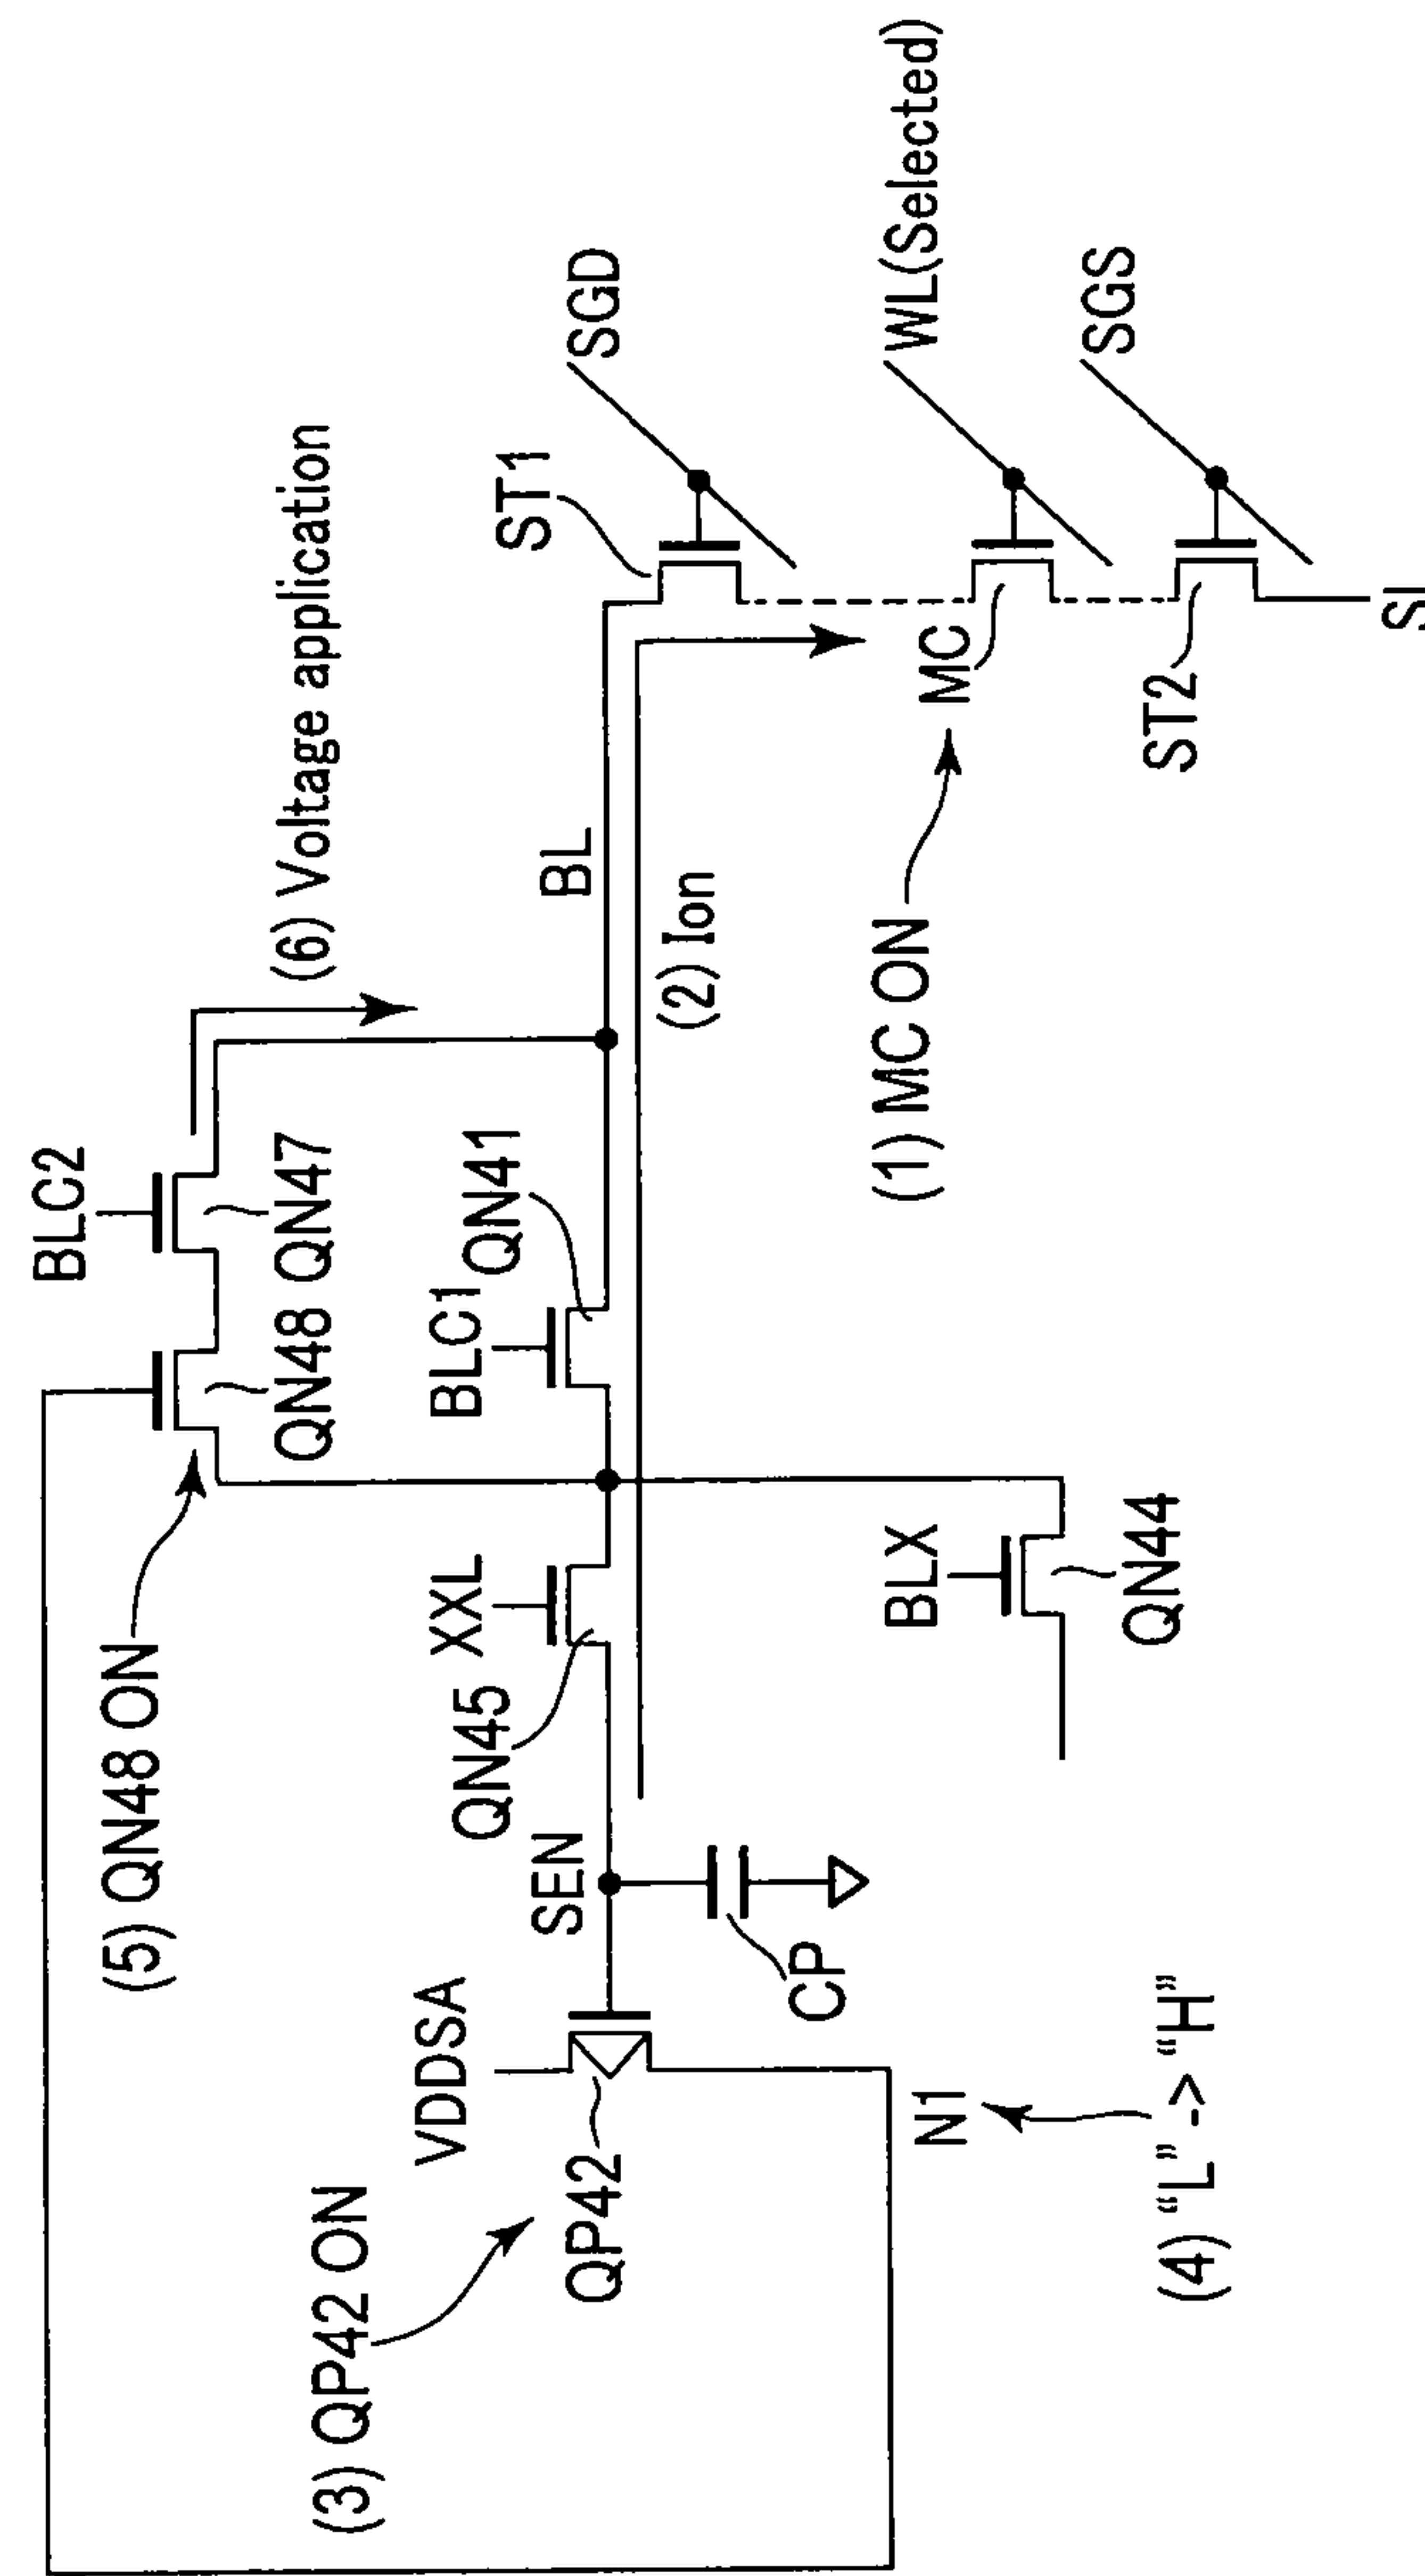 (3) QP42 ON
(5) QN48 ON
BLC2
QN48
QN47
(6) Voltage application
VDDSA
QP42
SEN
CP
QN45
XXL
BLC1
QN41
BL
(2) Ion
ST1
SGD
N1
(4) “L” -> “H”
BLX
QN44
(1) MC ON
MC
WL(Selected)
ST2
SGS